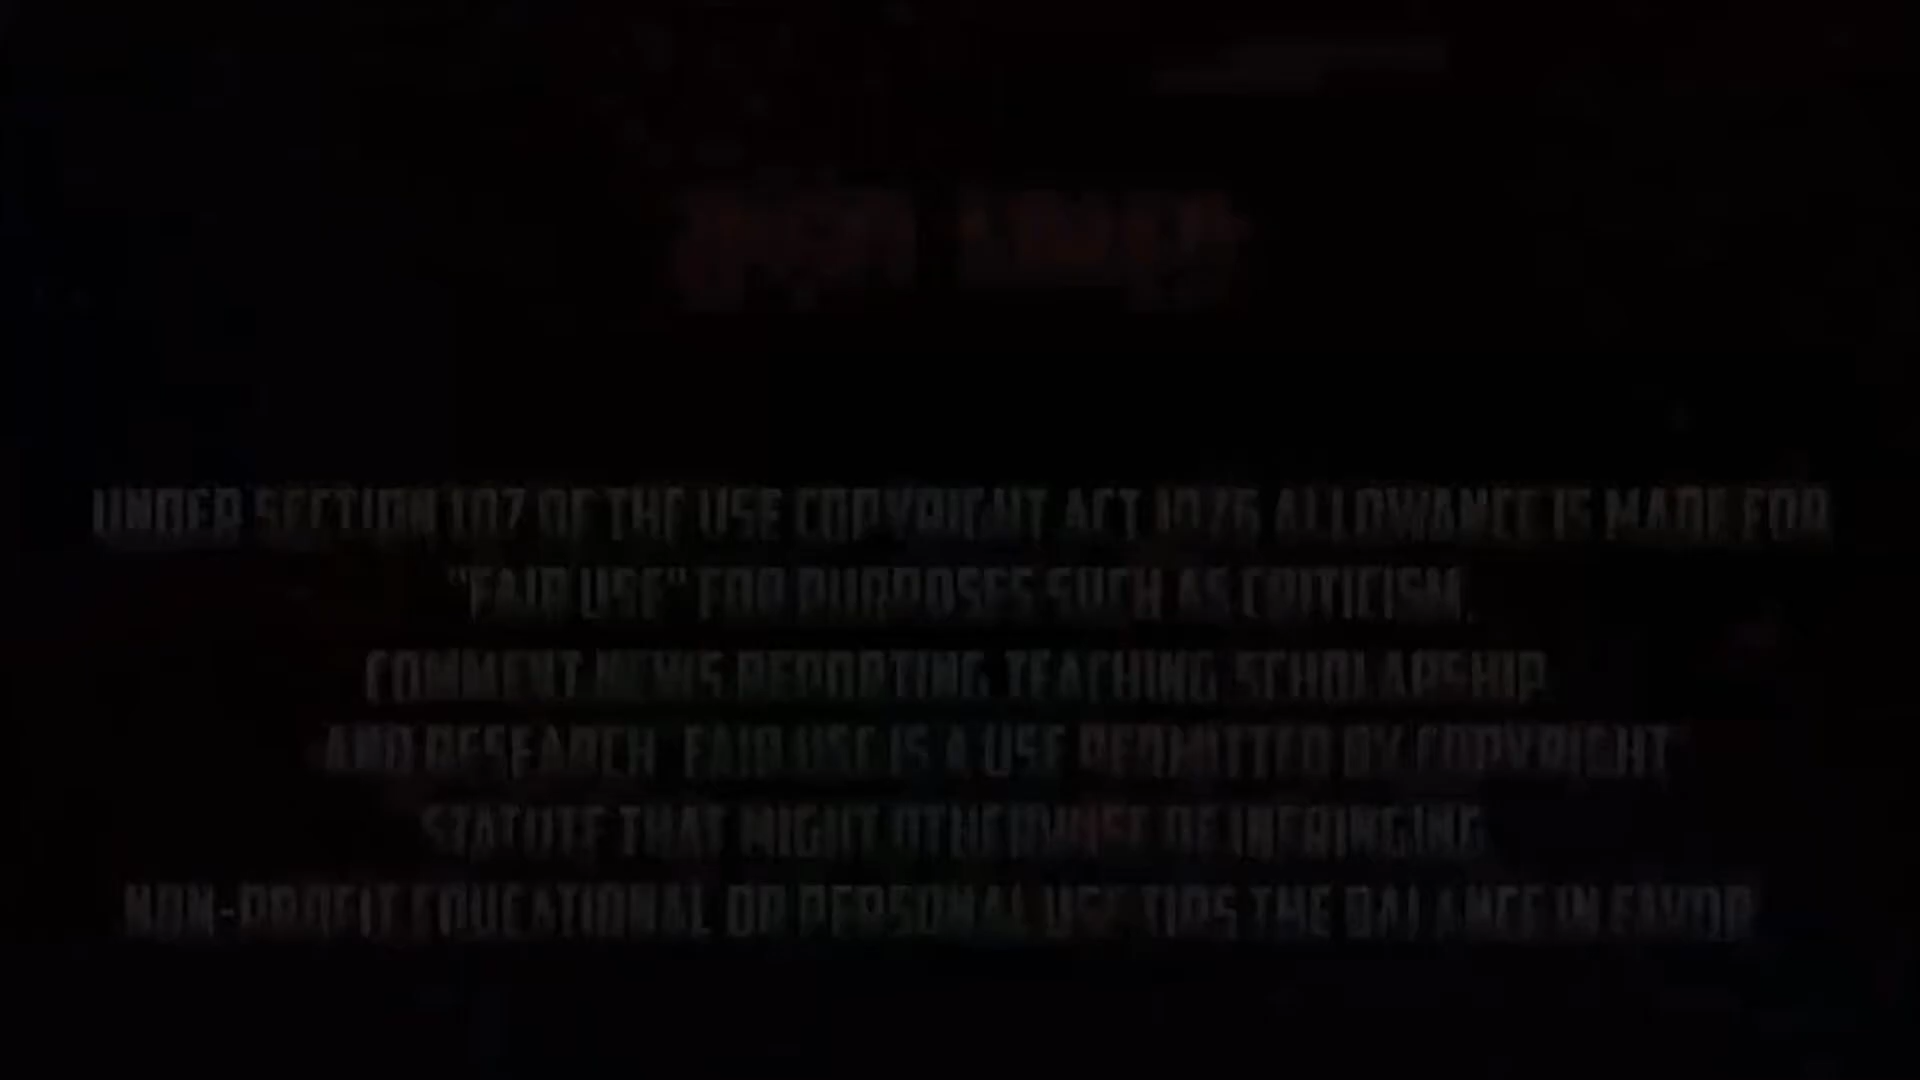 UNDER SECTION 107 OF THE USE COPYRIGHT ACT 1976 ALLOWANCE IS MADE FOR
"FAIR USE" FOR PURPOSES SUCH AS CRITICISM,
COMMENT NEWS REPORTING TEACHING SCHOLARSHIP
AND RESEARCH. FAIR USE IS A USE PERMITTED BY COPYRIGHT
STATUTE THAT MIGHT OTHERWISE BE INFRINGING
NON-PROFIT EDUCATIONAL OR PERSONAL USE TIPS THE BALANCE IN FAVOR